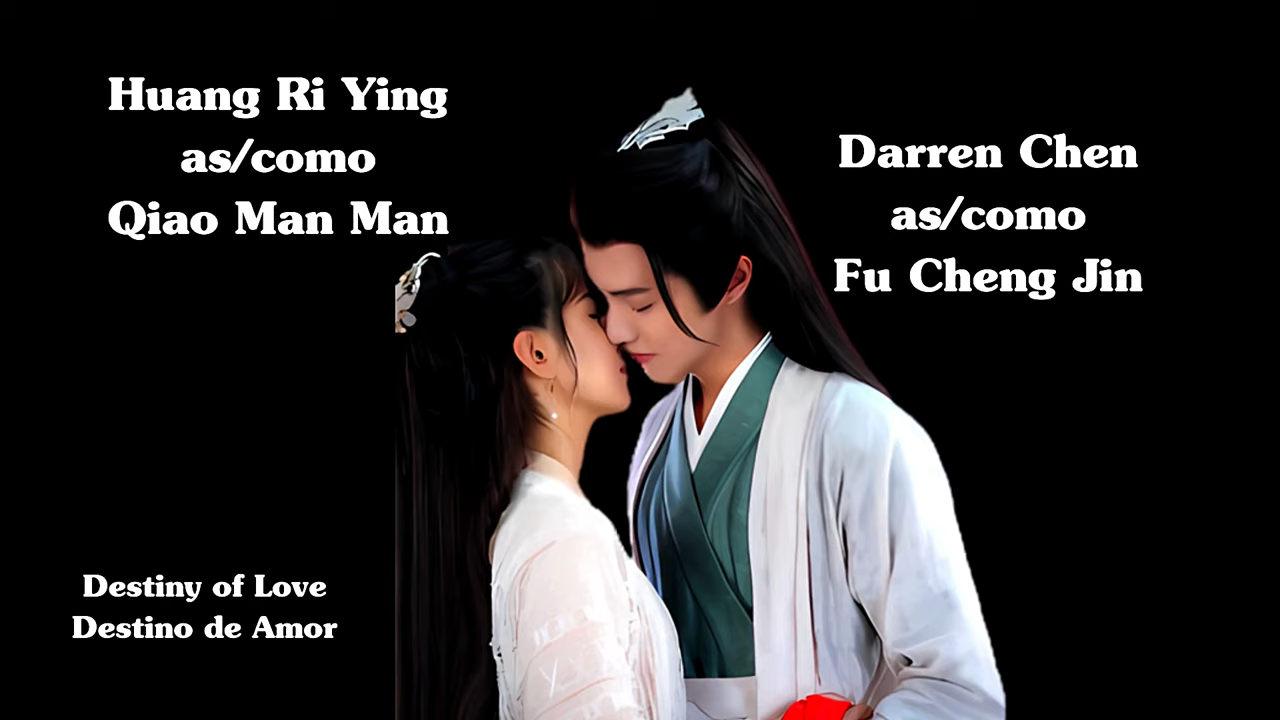 Huang Ri Ying
as/como
Qiao Man Man
Darren Chen
as/como
Fu Cheng Jin
Destiny of Love
Destino de Amor